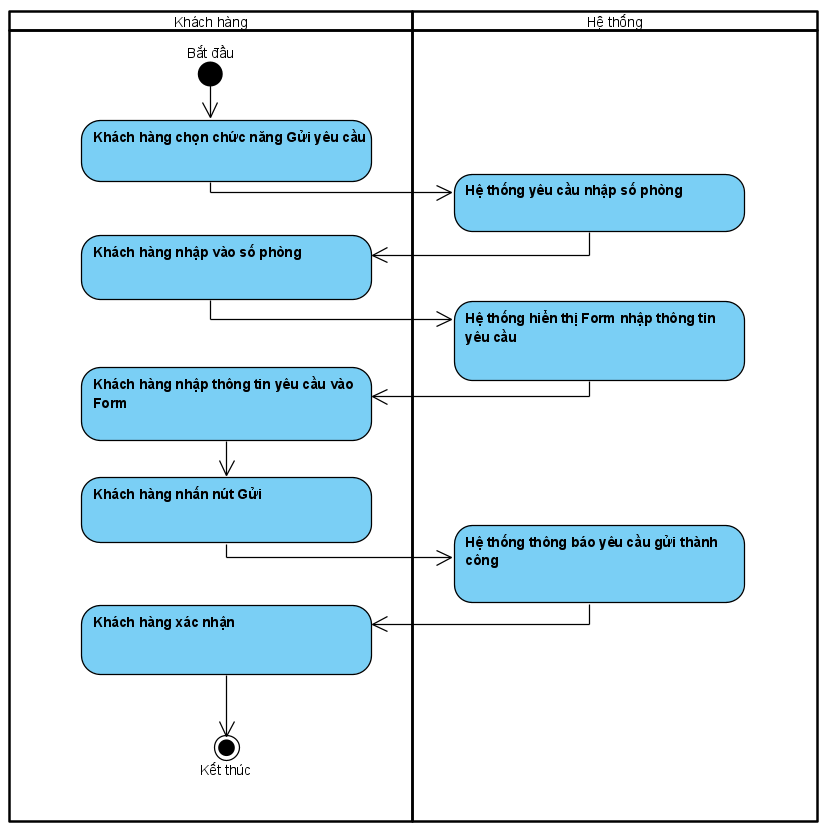 Khách hàng
Hệ thống
Bắt đầu
Khách hàng chọn chức năng Gửi yêu cầu
Hệ thống yêu cầu nhập số phòng
Khách hàng nhập vào số phòng
Hệ thống hiển thị Form nhập thông tin
yêu cầu
Khách hàng nhập thông tin yêu cầu vào
Form
Khách hàng nhấn nút Gửi
Hệ thống thông báo yêu cầu gửi thành
công
Khách hàng xác nhận
Kết thúc